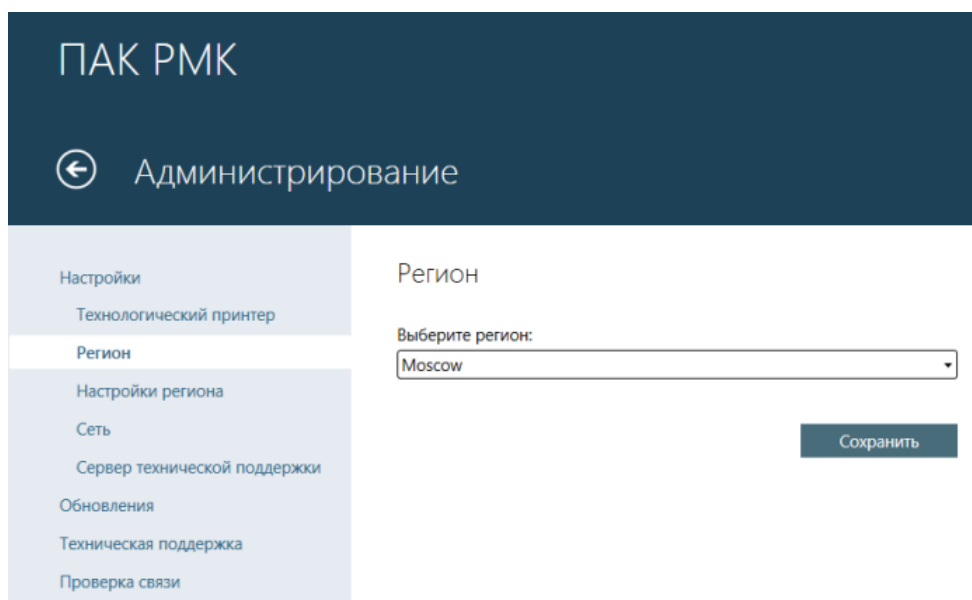 ПАК РМК
Администрирование
Настройки
Технологический принтер
Регион
Настройки региона
Сеть
Сервер технической поддержки
Обновления
Техническая поддержка
Проверка связи
Регион
Выберите регион:
Moscow
Сохранить